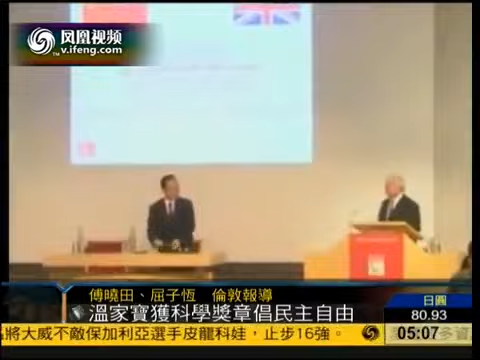 鳳凰视频
™ v.ifeng.com
傅曉田、屈子恆　倫敦報導
溫家寶獲科學獎章倡民主自由
日圓
80.93
將大威不敵保加利亞選手皮龍科娃，止步16強。
05:07